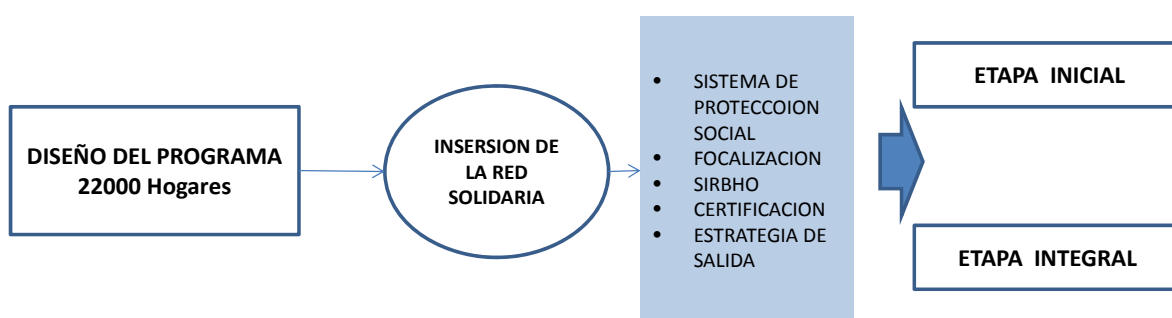 DISEÑO DEL PROGRAMA
22000 Hogares
INSERSION DE
LA RED
SOLIDARIA
• SISTEMA DE
PROTECCOION
SOCIAL
• FOCALIZACION
• SIRBHO
• CERTIFICACION
• ESTRATEGIA DE
SALIDA
ETAPA INICIAL
ETAPA INTEGRAL